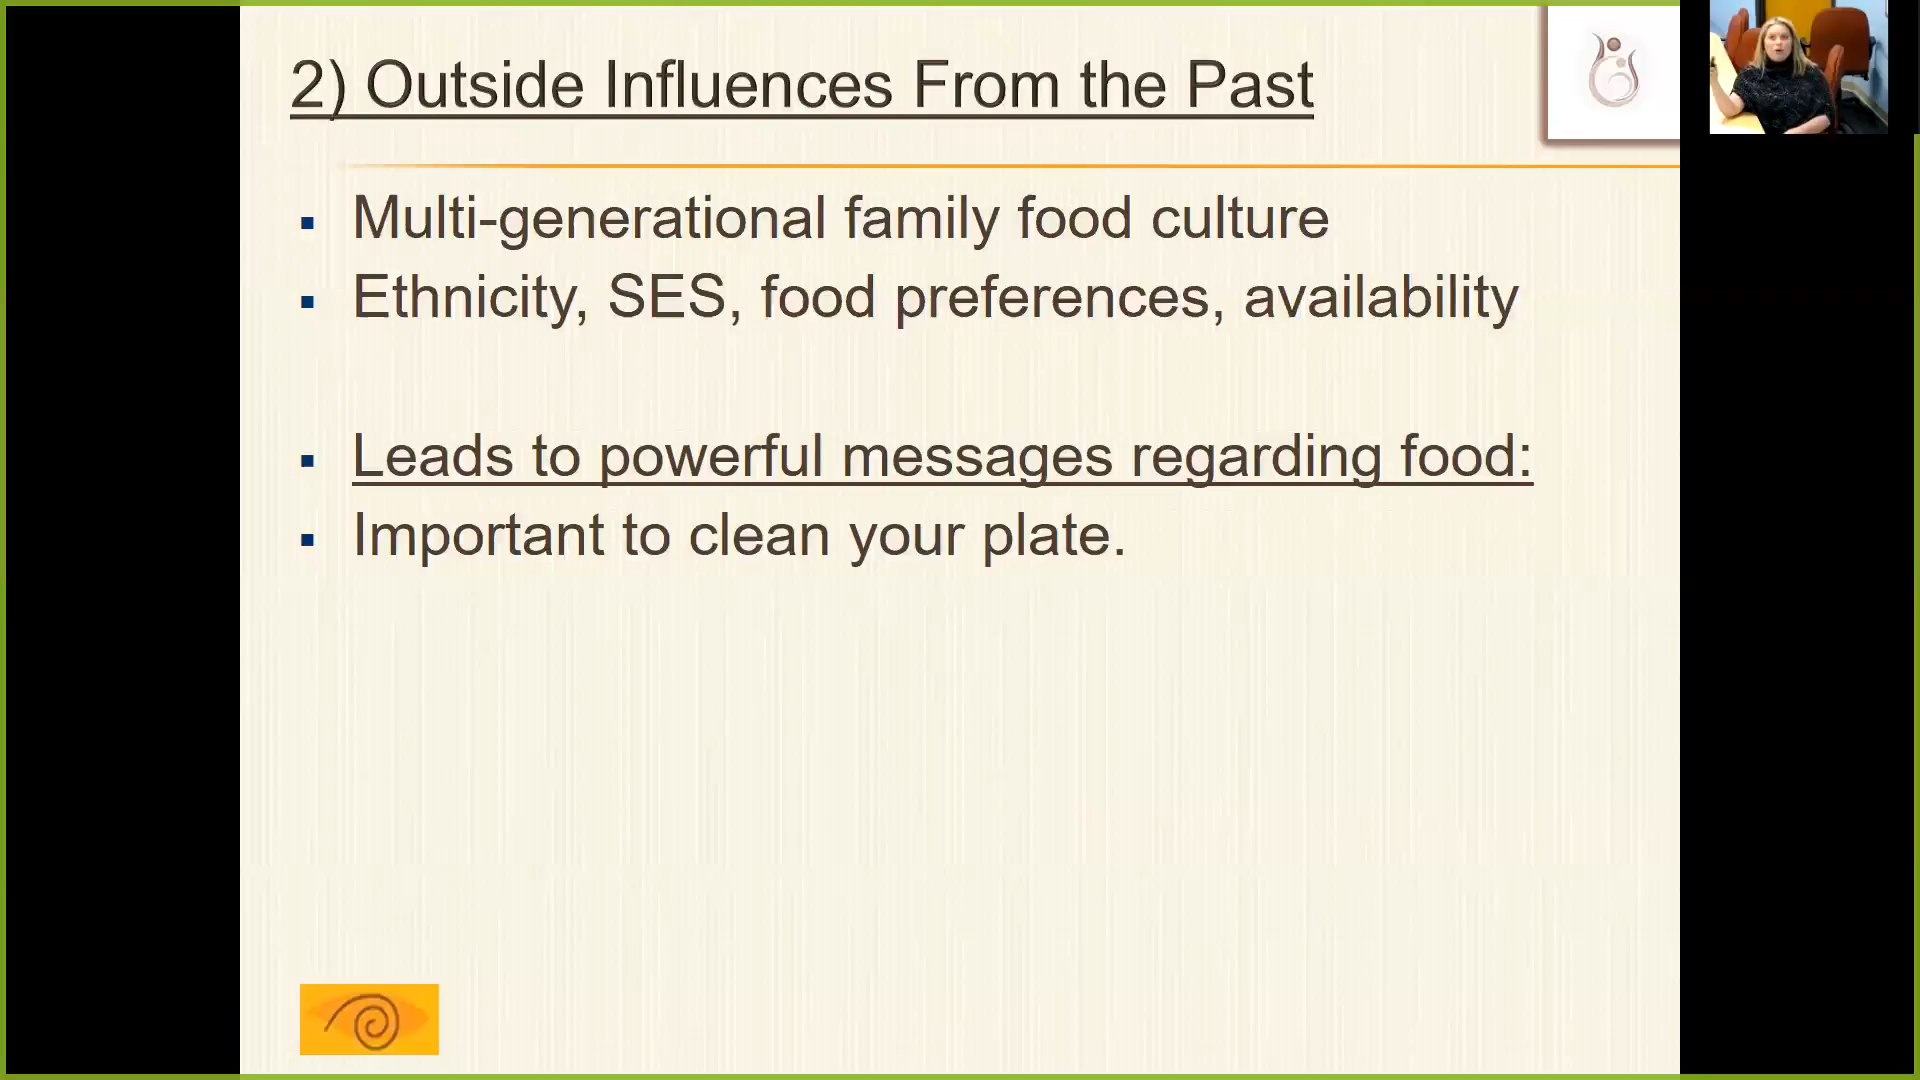 2) Outside Influences From the Past
Multi-generational family food culture
Ethnicity, SES, food preferences, availability
Leads to powerful messages regarding food:
Important to clean your plate.